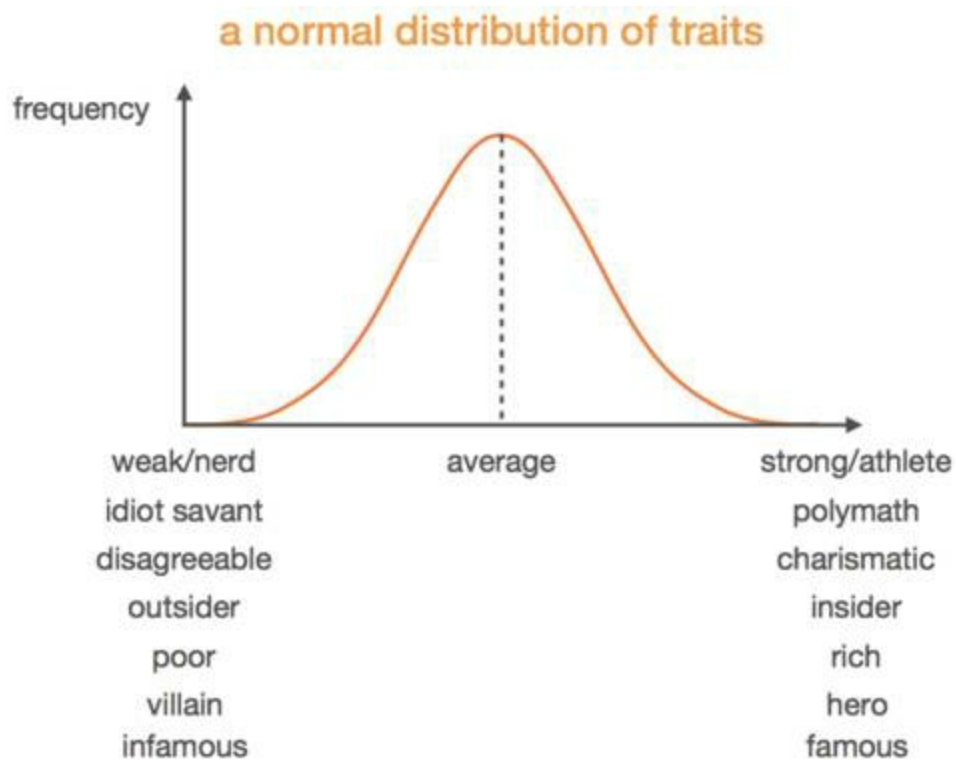 a normal distribution of traits
frequency
weak/nerd average strong/athlete
idiot savant polymath
disagreeable charismatic
outsider insider
poor rich
villain hero
infamous famous